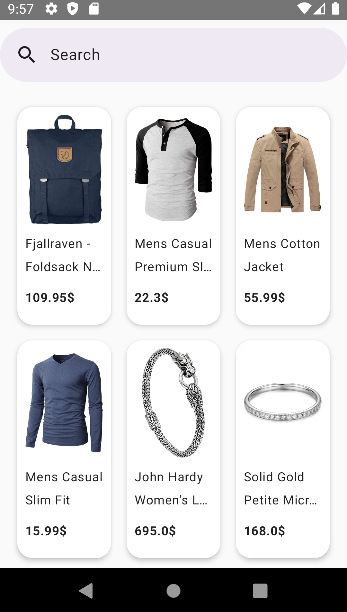 9:57
Search
Fjallraven -
Foldsack N...
109.95$
Mens Casual
Premium Sl...
22.3$
Mens Cotton
Jacket
55.99$
Mens Casual
Slim Fit
15.99$
John Hardy
Women's L...
695.0$
Solid Gold
Petite Micr...
168.0$